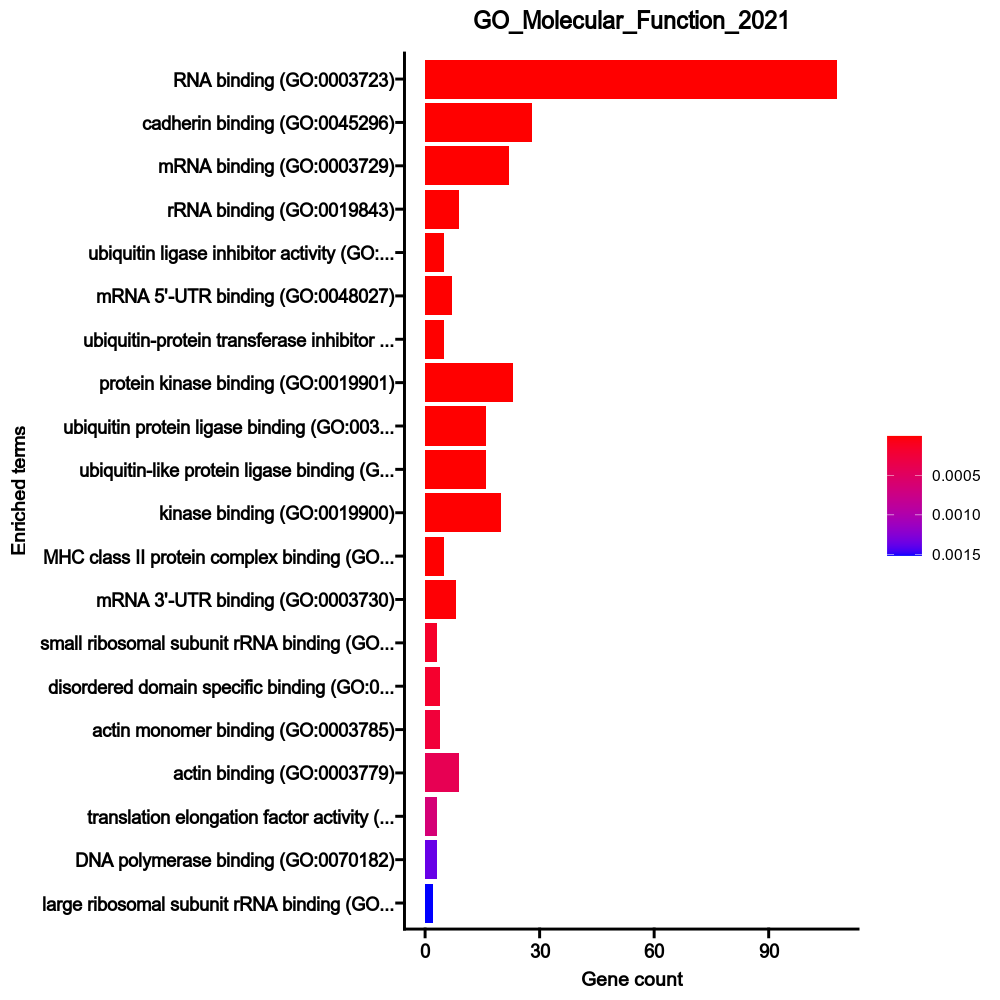 GO_Molecular_Function_2021
RNA binding (GO:0003723)
cadherin binding (GO:0045296)
mRNA binding (GO:0003729)
rRNA binding (GO:0019843)
ubiquitin ligase inhibitor activity (GO:...
mRNA 5'-UTR binding (GO:0048027)
ubiquitin-protein transferase inhibitor ...
protein kinase binding (GO:0019901)
ubiquitin protein ligase binding (GO:003...
ubiquitin-like protein ligase binding (G...
kinase binding (GO:0019900)
MHC class II protein complex binding (GO...
mRNA 3'-UTR binding (GO:0003730)
small ribosomal subunit rRNA binding (GO...
disordered domain specific binding (GO:0...
actin monomer binding (GO:0003785)
actin binding (GO:0003779)
translation elongation factor activity (...
DNA polymerase binding (GO:0070182)
large ribosomal subunit rRNA binding (GO...
Enriched terms
0 30 60 90
Gene count
0.0005
0.0010
0.0015